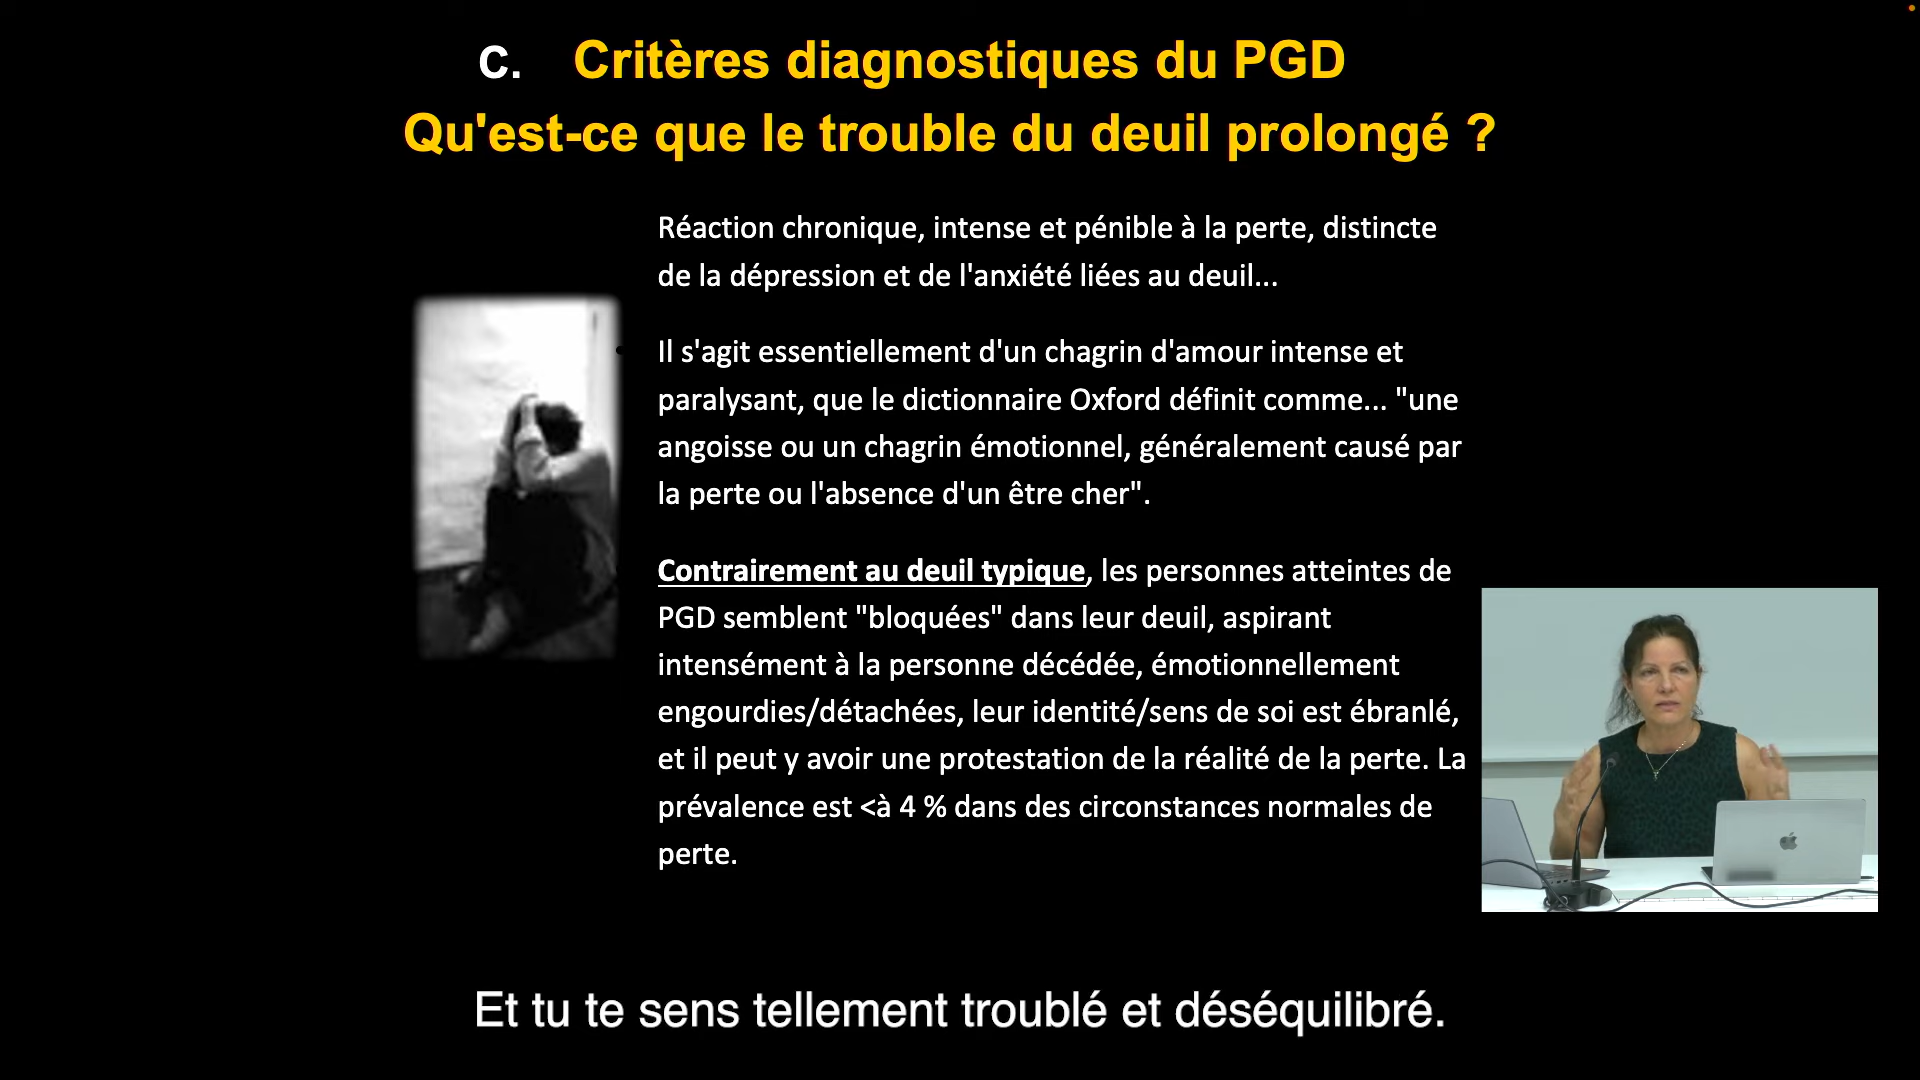 C. Critères diagnostiques du PGD
Qu'est-ce que le trouble du deuil prolongé ?
Réaction chronique, intense et pénible à la perte, distincte
de la dépression et de l'anxiété liées au deuil...
Il s'agit essentiellement d'un chagrin d'amour intense et
paralysant, que le dictionnaire Oxford définit comme... "une
angoisse ou un chagrin émotionnel, généralement causé par
la perte ou l'absence d'un être cher".
Contrairement au deuil typique, les personnes atteintes de
PGD semblent "bloquées" dans leur deuil, aspirant
intensément à la personne décédée, émotionnellement
engourdies/détachées, leur identité/sens de soi est ébranlé,
et il peut y avoir une protestation de la réalité de la perte. La
prévalence est <à 4 % dans des circonstances normales de
perte.
Et tu te sens tellement troublé et déséquilibré.